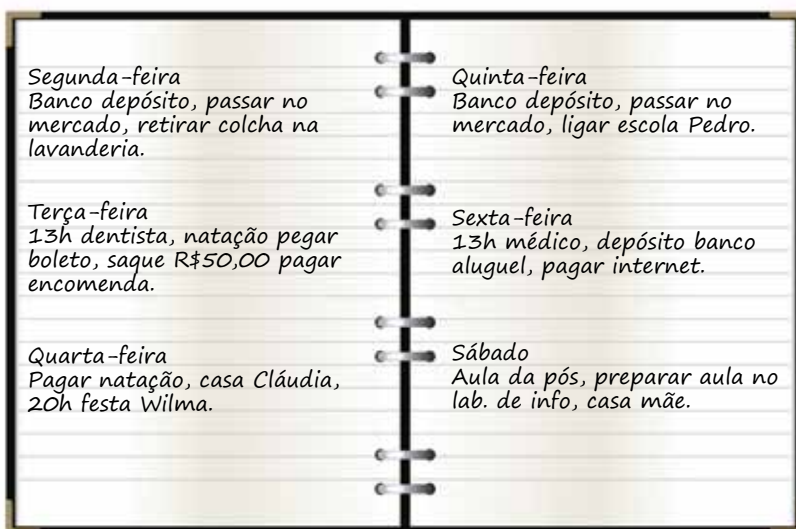 Segunda-feira
Banco depósito, passar no
mercado, retirar colcha na
lavanderia.
Terça-feira
13h dentista, natação pegar
boleto, saque R$50,00 pagar
encomenda.
Quarta-feira
Pagar natação, casa Cláudia,
20h festa Wilma.
Quinta-feira
Banco depósito, passar no
mercado, ligar escola Pedro.
Sexta-feira
13h médico, depósito banco
aluguel, pagar internet.
Sábado
Aula da pós, preparar aula no
lab. de info, casa mãe.